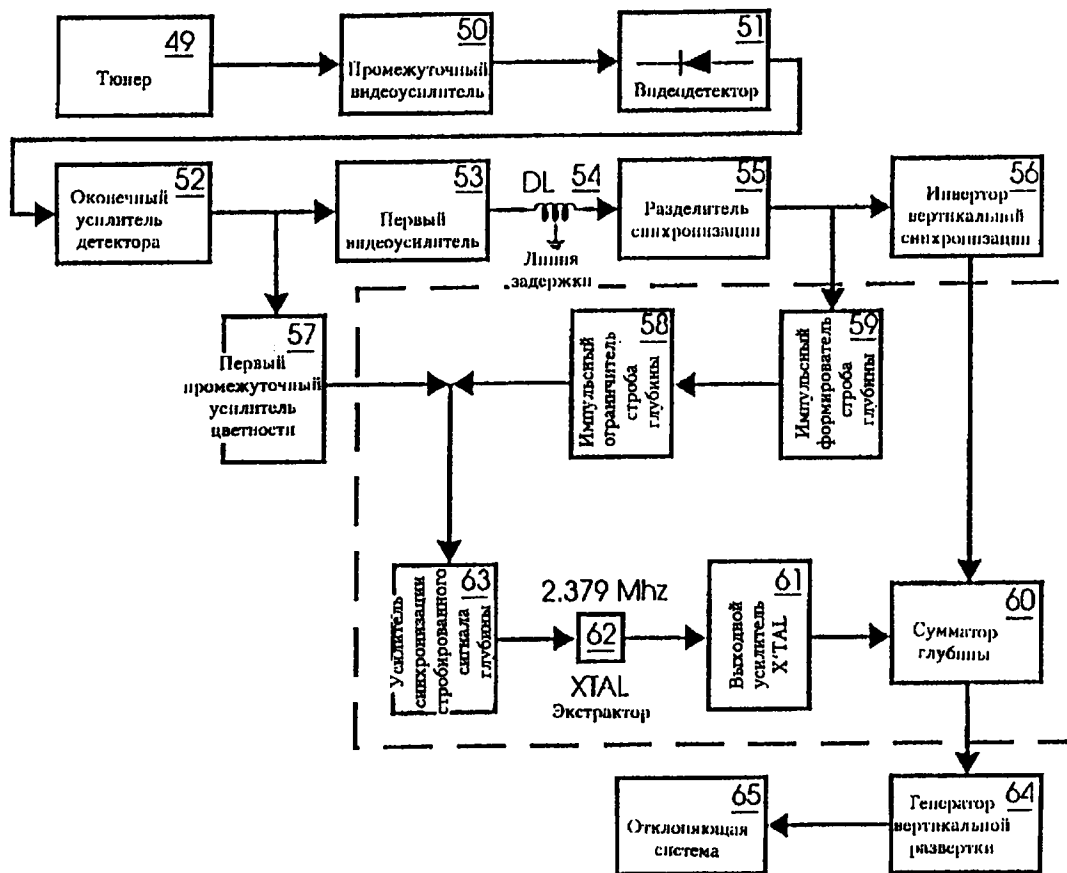 49
Тюнер
50
Промежуточный
видеоусилитель
51
Видеодетектор
52
Оконечный
усилитель
детектора
53
Первый
видеоусилитель
DL 54
Линия
задержки
55
Разделитель
синхронизации
56
Инвертор
вертикальний
синхронизации
57
Первый
промежуточный
усилитель
цветности
58
Импульсный
ограничитель
строба
глубины
59
Импульсный
формирователь
строба
глубины
63
Усилитель
синхронизации
стробированного
сигнала
глубины
2.379 Mhz
62
XTAL
Экстрактор
61
Выходной
усилитель
X'TAL
60
Сумматор
глубины
65
Отклоняющая
система
64
Генератор
вертикальной
развертки